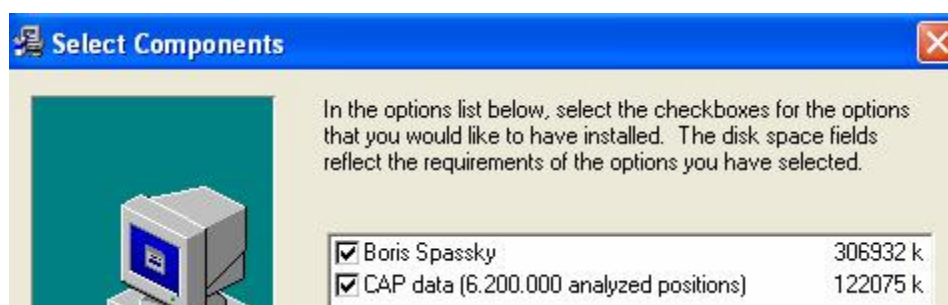 Select Components
In the options list below, select the checkboxes for the options
that you would like to have installed. The disk space fields
reflect the requirements of the options you have selected.
Boris Spassky 306932 k
CAP data (6.200.000 analyzed positions) 122075 k